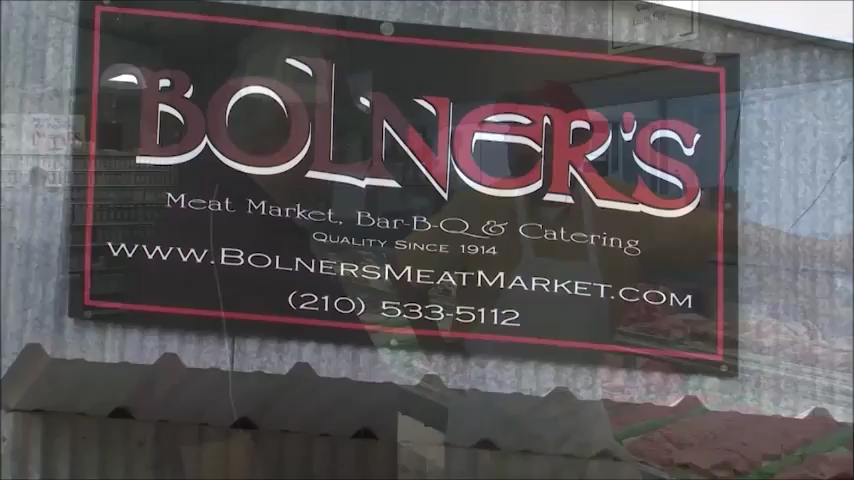 BOLNER'S
Meat Market, Bar-B-Q & Catering
QUALITY SINCE 1914
WWW.BOLNERSMEATMARKET.COM
(210) 533-5112